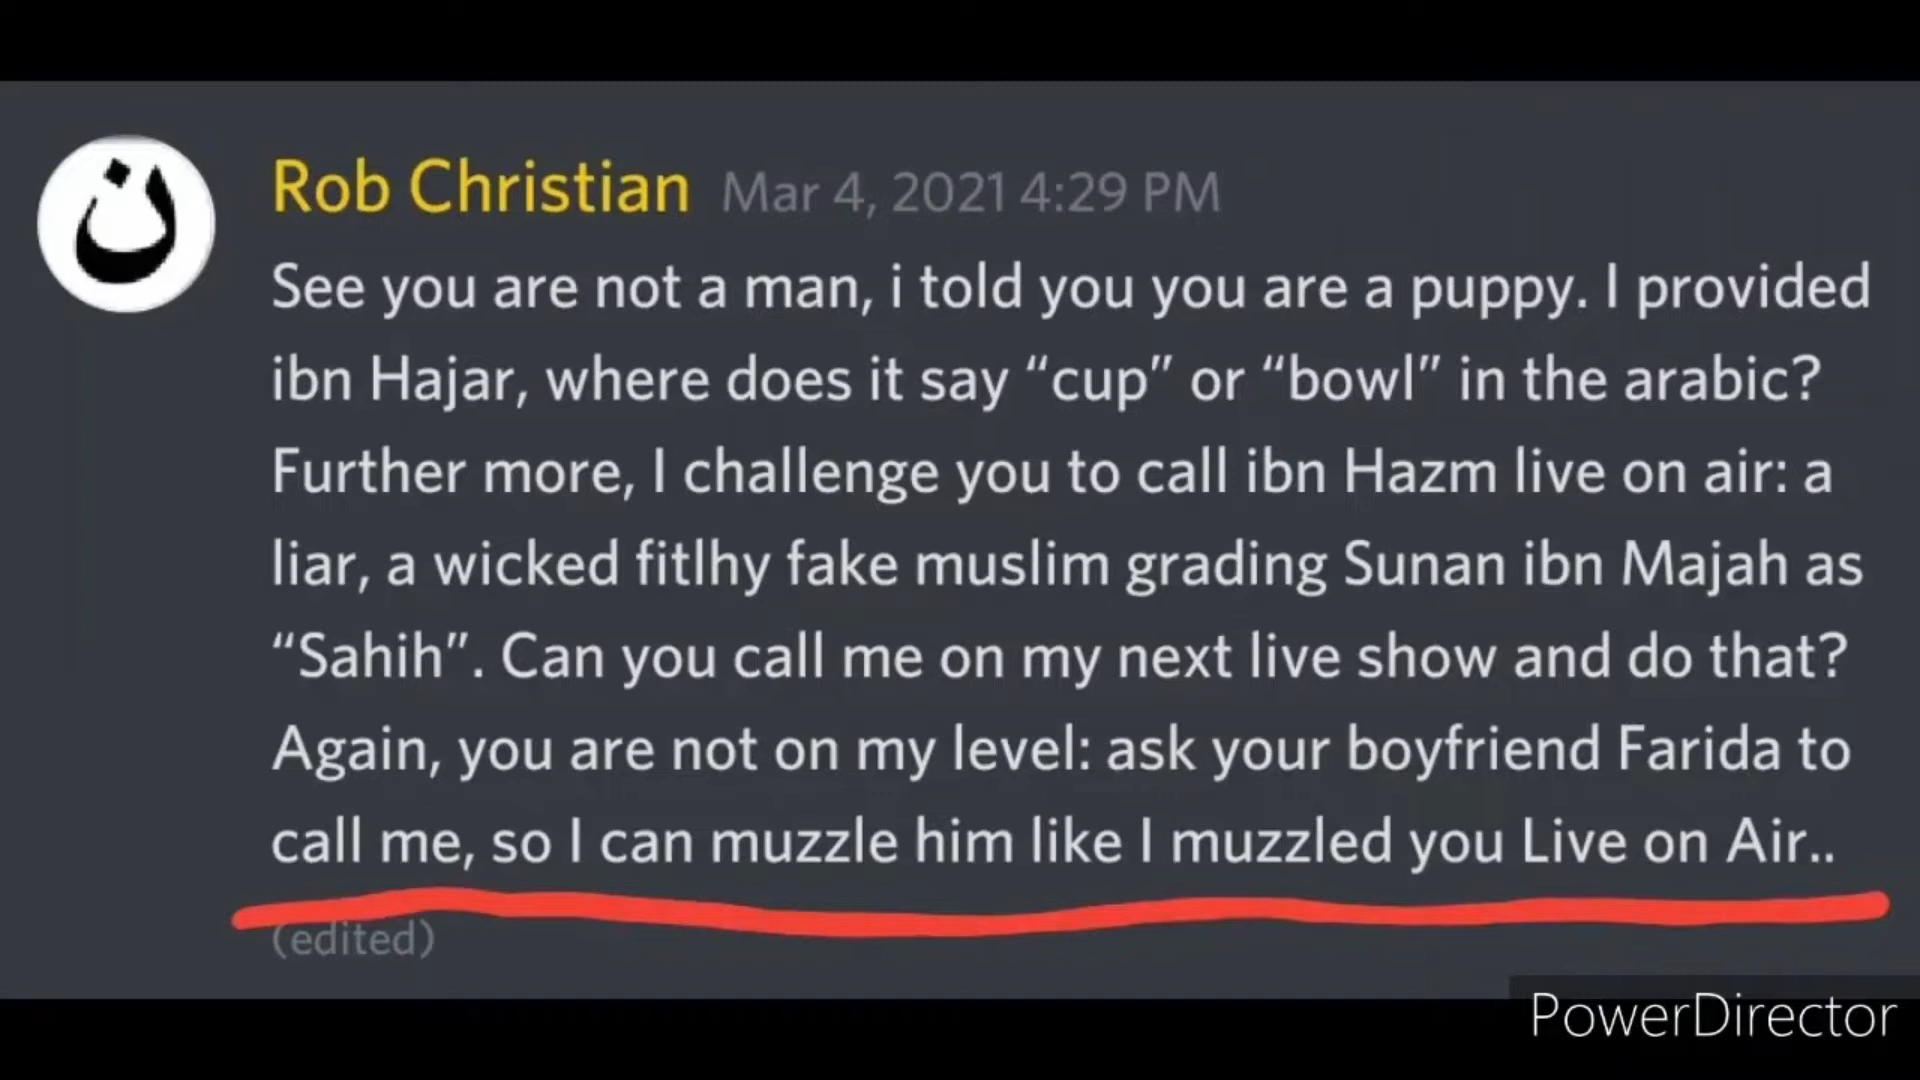 ن
Rob Christian Mar 4, 2021 4:29 PM
See you are not a man, i told you you are a puppy. I provided
ibn Hajar, where does it say “cup” or “bowl” in the arabic?
Further more, I challenge you to call ibn Hazm live on air: a
liar, a wicked fitlhy fake muslim grading Sunan ibn Majah as
“Sahih”. Can you call me on my next live show and do that?
Again, you are not on my level: ask your boyfriend Farida to
call me, so I can muzzle him like I muzzled you Live on Air..
(edited)
PowerDirector